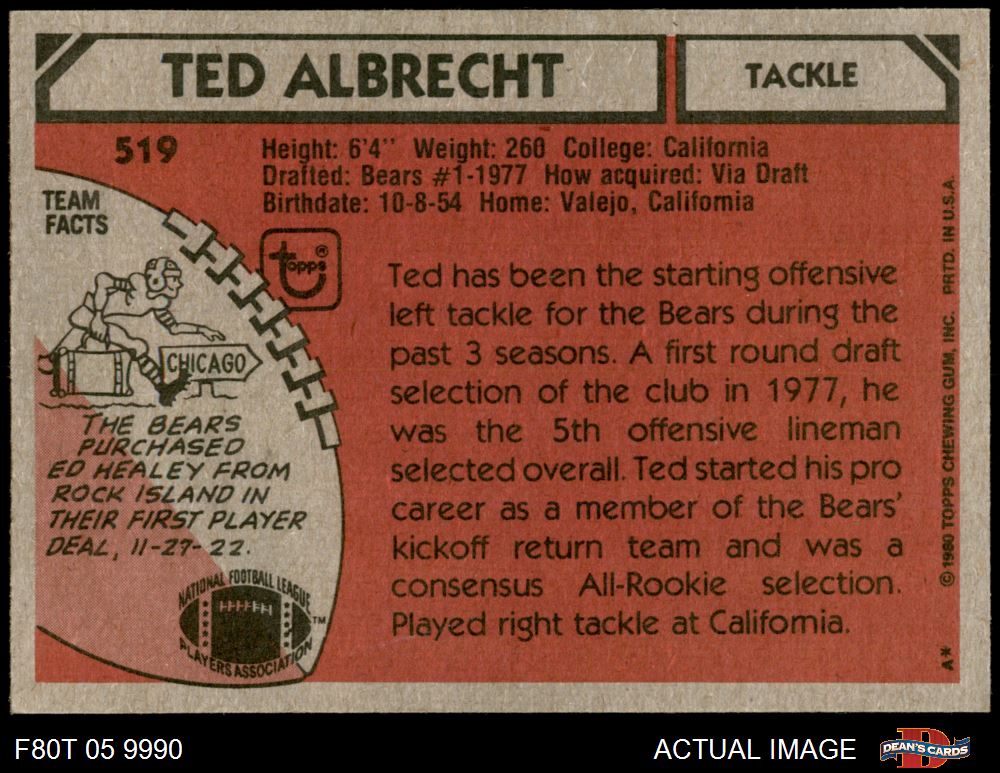 TED ALBRECHT
TACKLE
519
Height: 6'4" Weight: 260 College: California
Drafted: Bears #1-1977 How acquired: Via Draft
Birthdate: 10-8-54 Home: Valejo, California
TEAM
FACTS
topps®
CHICAGO
THE BEARS
PURCHASED
ED HEALEY FROM
ROCK ISLAND IN
THEIR FIRST PLAYER
DEAL, 11-27-22.
NATIONAL FOOTBALL LEAGUE
PLAYERS ASSOCIATION
TM
Ted has been the starting offensive
left tackle for the Bears during the
past 3 seasons. A first round draft
selection of the club in 1977, he
was the 5th offensive lineman
selected overall. Ted started his pro
career as a member of the Bears'
kickoff return team and was a
consensus All-Rookie selection.
Played right tackle at California.
A* © 1980 TOPPS CHEWING GUM, INC. PRTD. IN U.S.A.
F80T 05 9990
ACTUAL IMAGE
DEAN'S CARDS